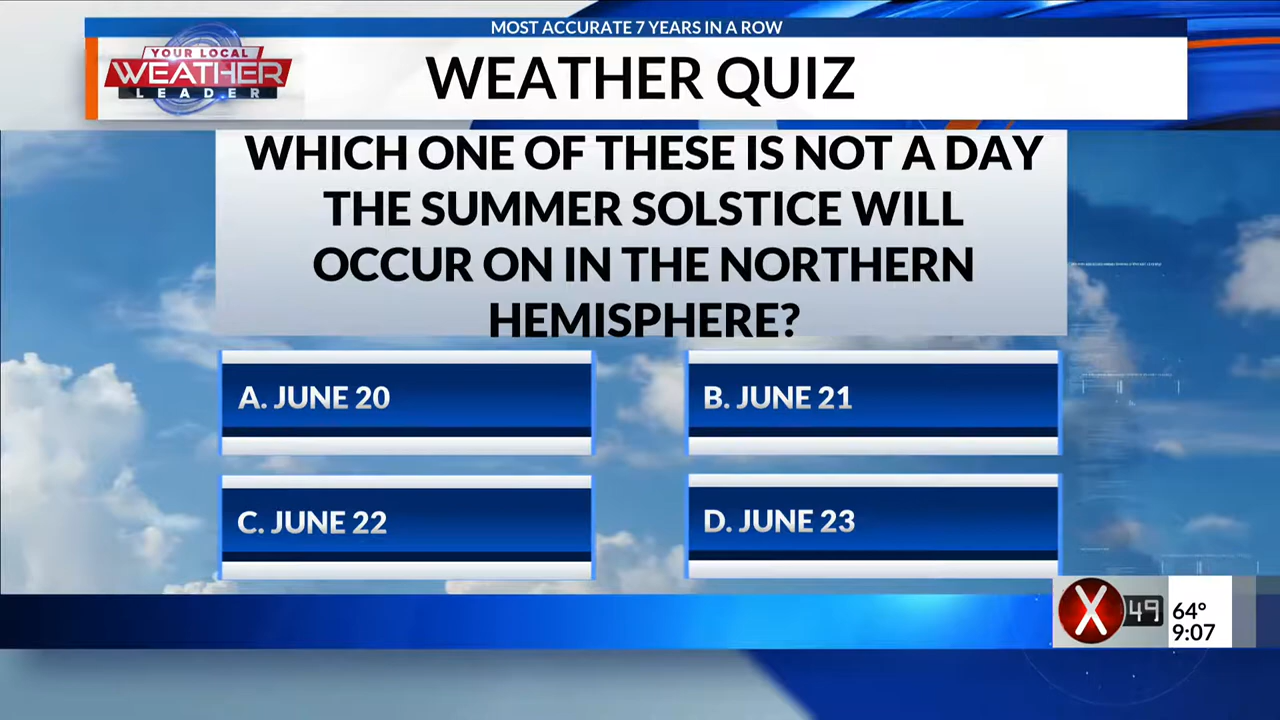 MOST ACCURATE 7 YEARS IN A ROW
YOUR LOCAL
WEATHER
LEADER
WEATHER QUIZ
WHICH ONE OF THESE IS NOT A DAY
THE SUMMER SOLSTICE WILL
OCCUR ON IN THE NORTHERN
HEMISPHERE?
A. JUNE 20
B. JUNE 21
C. JUNE 22
D. JUNE 23
X 49
64°
9:07